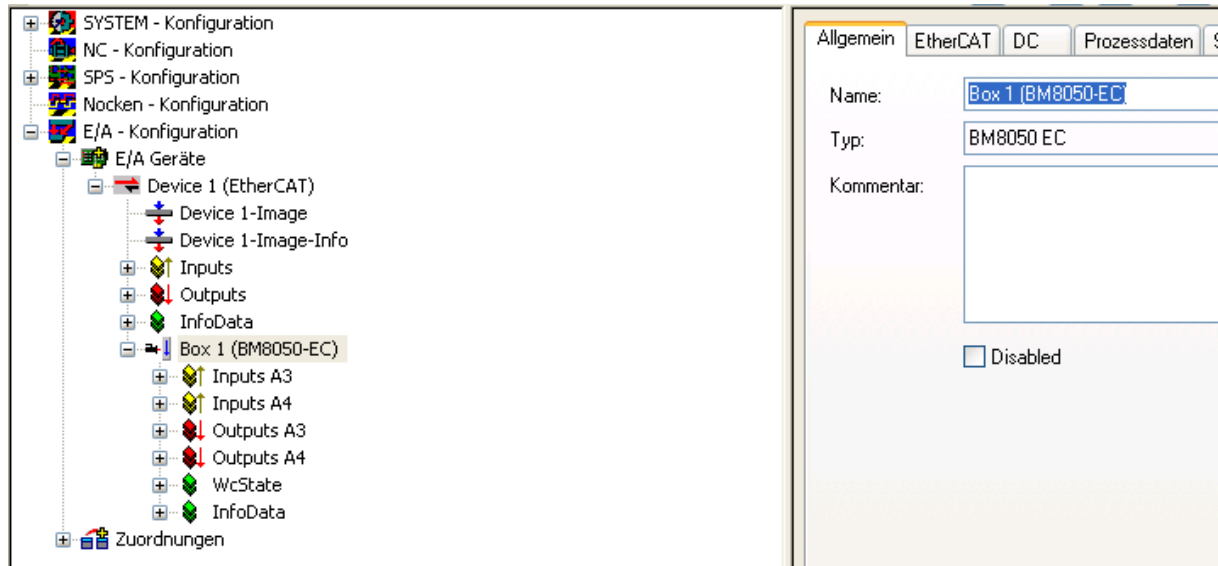 SYSTEM - Konfiguration
NC - Konfiguration
SPS - Konfiguration
Nocken - Konfiguration
E/A - Konfiguration
E/A Geräte
Device 1 (EtherCAT)
Device 1-Image
Device 1-Image-Info
Inputs
Outputs
InfoData
Box 1 (BM8050-EC)
Inputs A3
Inputs A4
Outputs A3
Outputs A4
WcState
InfoData
Zuordnungen
Allgemein EtherCAT DC Prozessdaten
Name: Box 1 (BM8050-EC)
Typ: BM8050 EC
Kommentar:
Disabled